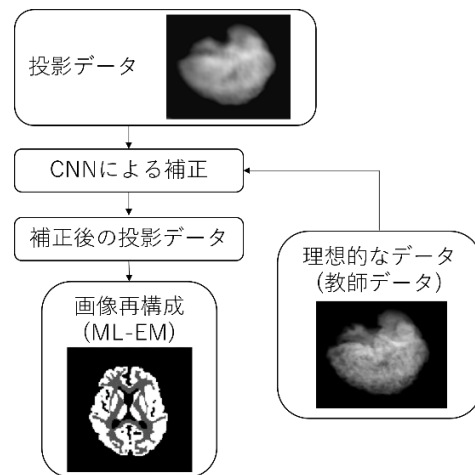 投影データ
CNNによる補正
補正後の投影データ
画像再構成
(ML-EM)
理想的なデータ
(教師データ)